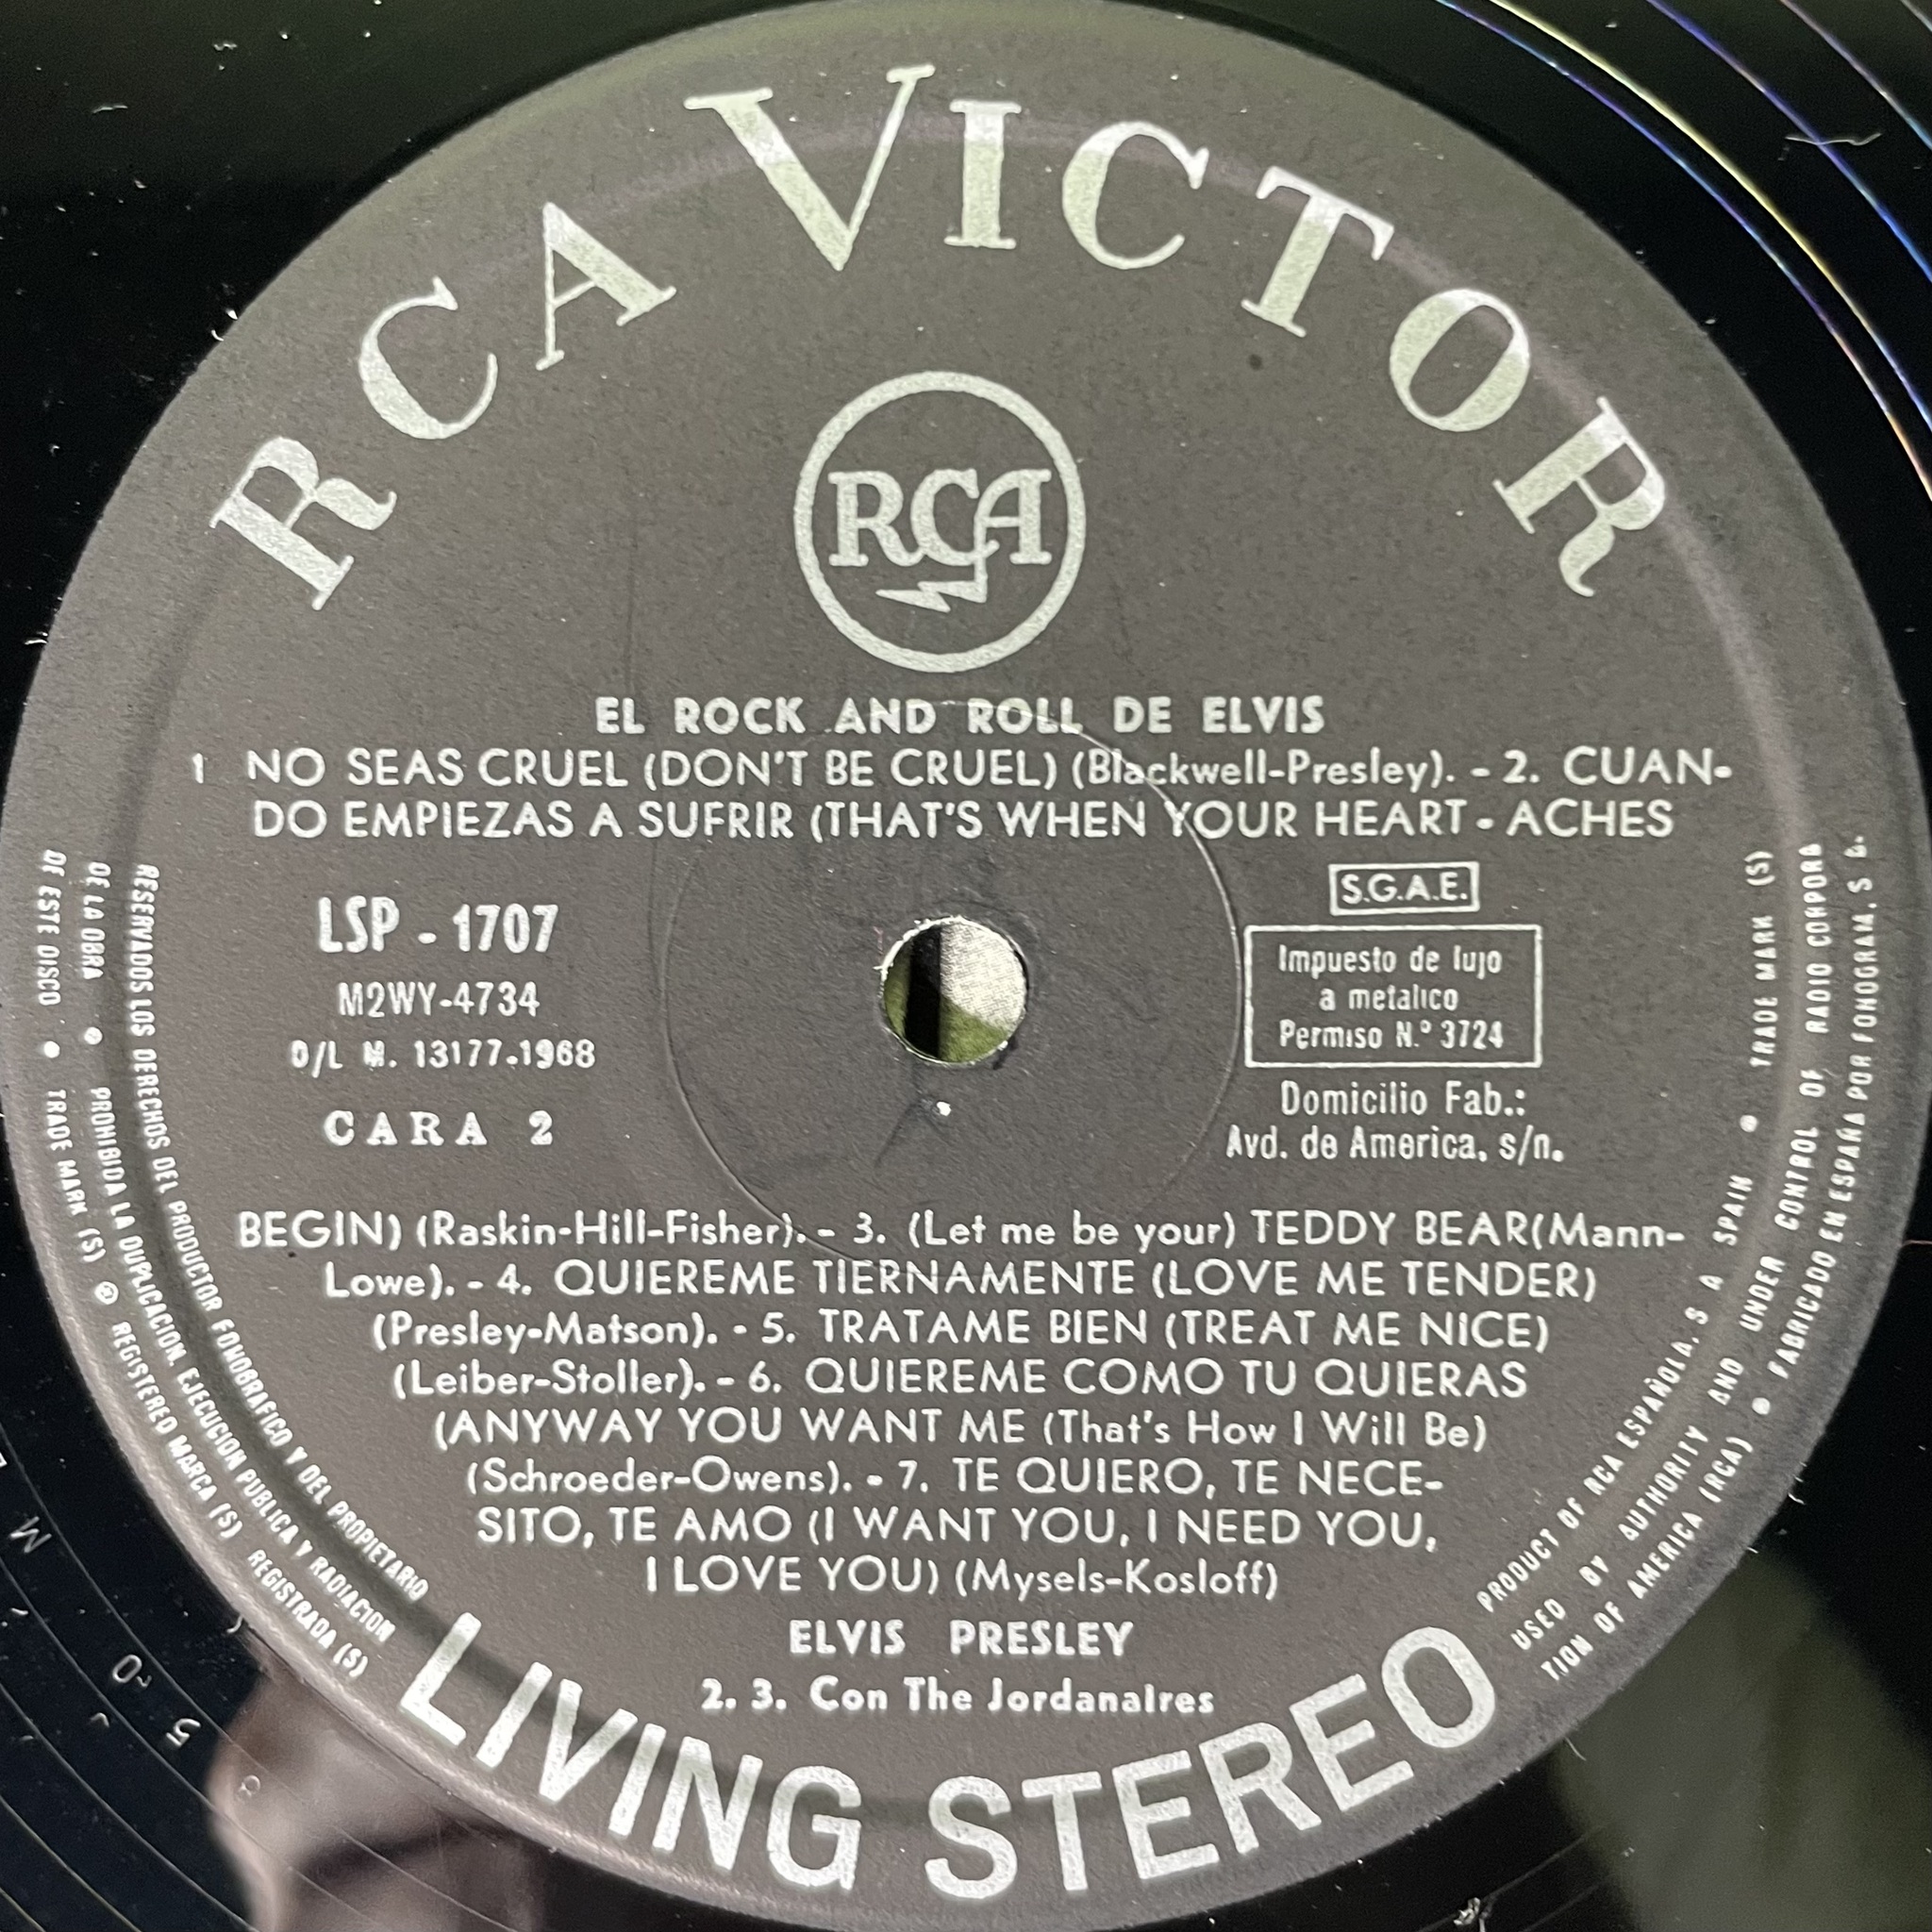 RCA VICTOR
RCA
EL ROCK AND ROLL DE ELVIS
1 NO SEAS CRUEL (DON'T BE CRUEL) (Blackwell-Presley). - 2. CUAN-
DO EMPIEZAS A SUFRIR (THAT'S WHEN YOUR HEART - ACHES
LSP - 1707
M2WY-4734
D/L M. 13177-1968
CARA 2
S.G.A.E.
Impuesto de lujo
a metalico
Permiso N.º 3724
Domicilio Fab.:
Avd. de America, s/n.
BEGIN) (Raskin-Hill-Fisher). - 3. (Let me be your) TEDDY BEAR(Mann-
Lowe). - 4. QUIEREME TIERNAMENTE (LOVE ME TENDER)
(Presley-Matson). - 5. TRATAME BIEN (TREAT ME NICE)
(Leiber-Stoller). - 6. QUIEREME COMO TU QUIERAS
(ANYWAY YOU WANT ME (That's How I Will Be)
(Schroeder-Owens). - 7. TE QUIERO, TE NECE-
SITO, TE AMO (I WANT YOU, I NEED YOU,
I LOVE YOU) (Mysels-Kosloff)
ELVIS PRESLEY
2. 3. Con The Jordanaires
LIVING STEREO
RESERVADOS LOS DERECHOS DEL PRODUCTOR FONOGRAFICO Y DEL PROPIETARIO
DE LA OBRA • PROHIBIDA LA DUPLICACION, EJECUCION PUBLICA Y RADIACION
DE ESTE DISCO • TRADE MARK (S) ® REGISTERED MARCA (S) REGISTRADA (S)
PRODUCT OF RCA ESPAÑOLA, S A SPAIN • TRADE MARK (S)
USED BY AUTHORITY AND UNDER CONTROL OF RADIO CORPORA
TION OF AMERICA (RCA) • FABRICADO EN ESPAÑA POR FONOGRAM, S A.